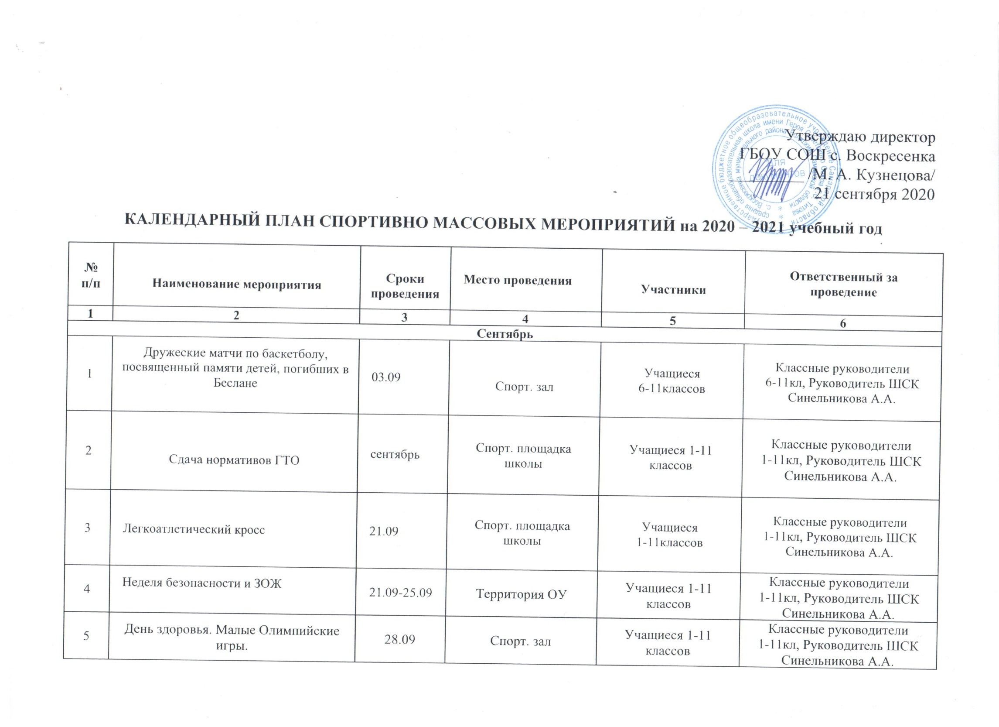 Утверждаю директор
ГБОУ СОШ с. Воскресенка
/М. А. Кузнецова/
21 сентября 2020
государственное бюджетное общеобразовательное учреждение Самарской области
средняя общеобразовательная школа имени Героя Советского Союза
Титова
с. Воскресенка муниципального района Волжский Самарской области
ДЛЯ
ДОКУМЕНТОВ
КАЛЕНДАРНЫЙ ПЛАН СПОРТИВНО МАССОВЫХ МЕРОПРИЯТИЙ на 2020 – 2021 учебный год
№
п/п
Наименование мероприятия
Сроки
проведения
Место проведения
Участники
Ответственный за
проведение
1
2
3
4
5
6
Сентябрь
1
Дружеские матчи по баскетболу,
посвященный памяти детей, погибших в
Беслане
03.09
Спорт. зал
Учащиеся
6-11классов
Классные руководители
6-11кл, Руководитель ШСК
Синельникова А.А.
2
Сдача нормативов ГТО
сентябрь
Спорт. площадка
школы
Учащиеся 1-11
классов
Классные руководители
1-11кл, Руководитель ШСК
Синельникова А.А.
3
Легкоатлетический кросс
21.09
Спорт. площадка
школы
Учащиеся
1-11классов
Классные руководители
1-11кл, Руководитель ШСК
Синельникова А.А.
4
Неделя безопасности и ЗОЖ
21.09-25.09
Территория ОУ
Учащиеся 1-11
классов
Классные руководители
1-11кл, Руководитель ШСК
Синельникова А.А.
5
День здоровья. Малые Олимпийские
игры.
28.09
Спорт. зал
Учащиеся 1-11
классов
Классные руководители
1-11кл, Руководитель ШСК
Синельникова А.А.